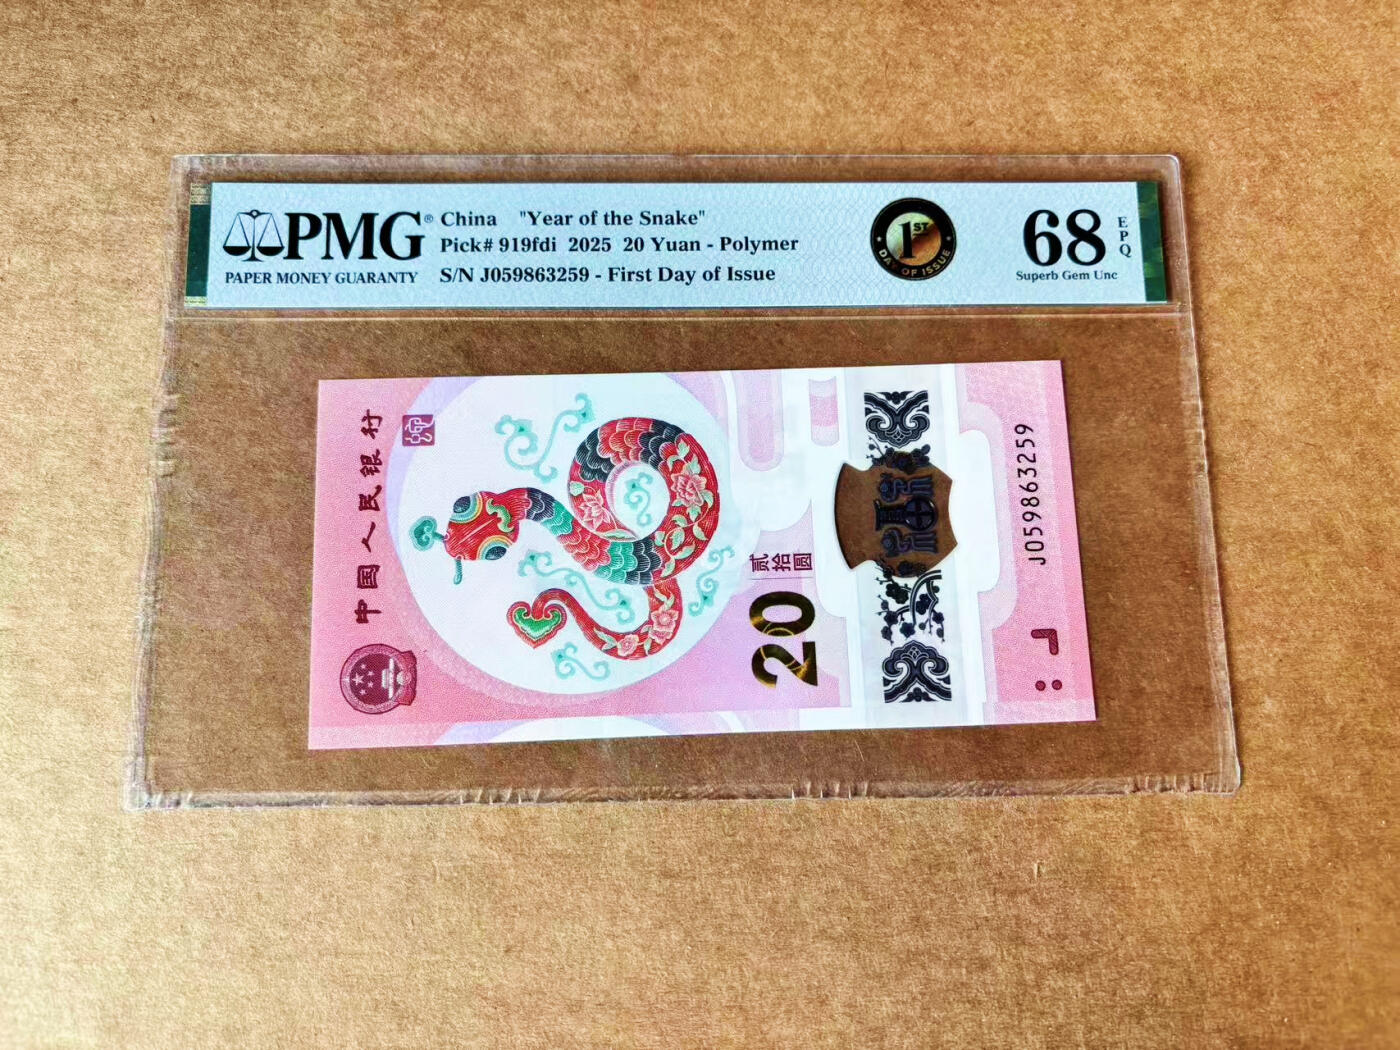 PMG®
PAPER MONEY GUARANTY
China "Year of the Snake"
Pick# 919fdi 2025 20 Yuan - Polymer
S/N J059863259 - First Day of Issue
1ST
DAY OF ISSUE
68
EPQ
Superb Gem Unc
中国人民银行
贰拾圆
20
J059863259